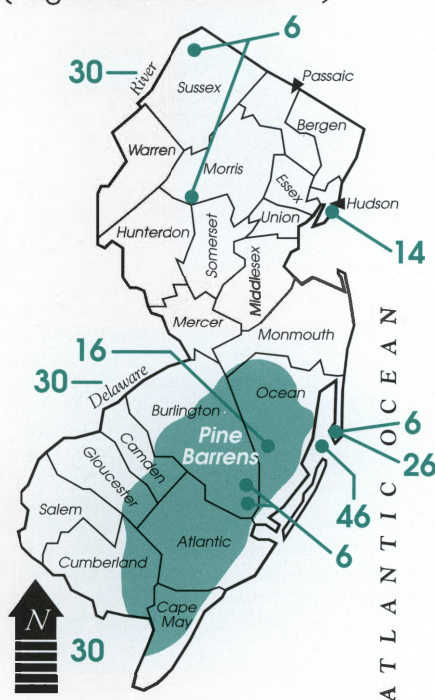 6
30
River
Passaic
Sussex
Bergen
Warren
Morris
Essex
Hudson
Union
Hunterdon
Somerset
Middlesex
14
Mercer
Monmouth
16
30
Delaware
Ocean
Burlington
Pine
Barrens
6
26
Camden
Gloucester
46
Salem
6
Atlantic
Cumberland
Cape
May
N
30
ATLANTIC OCEAN